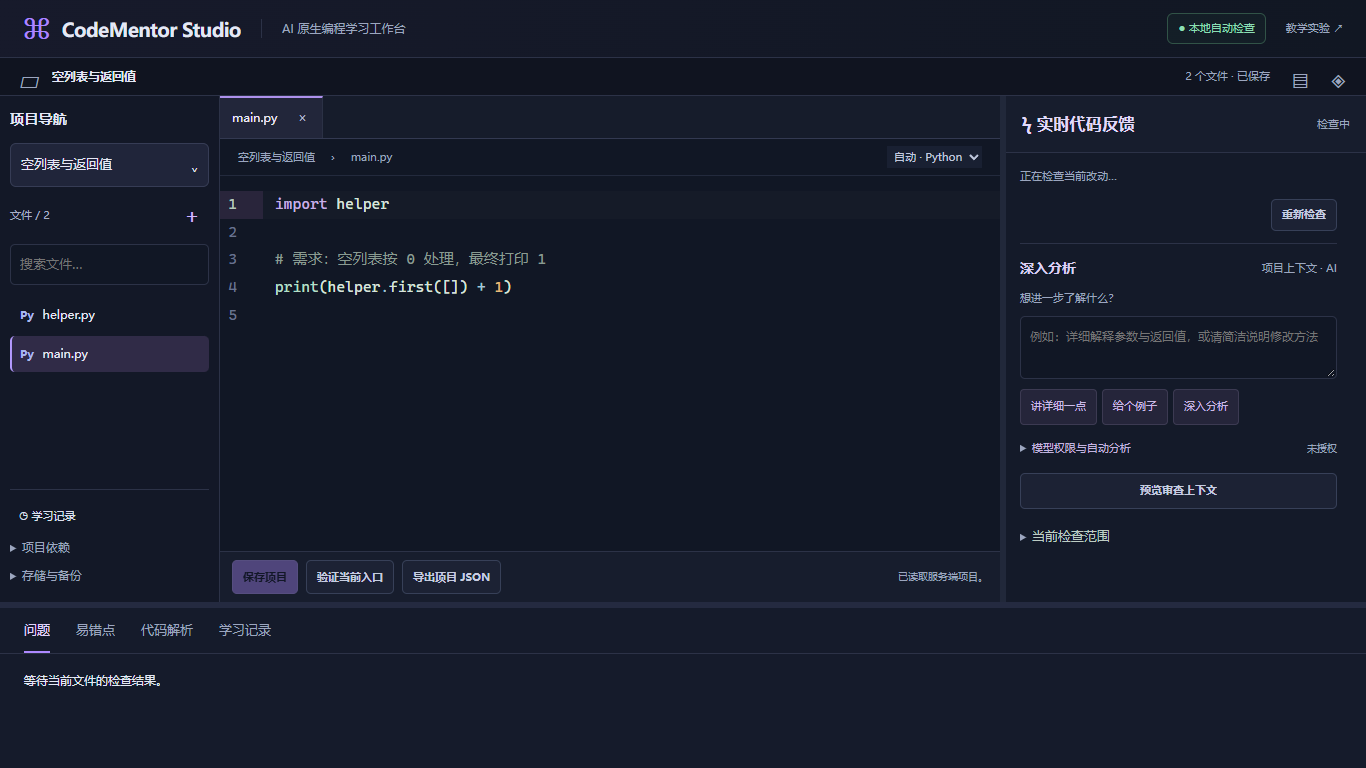 ⌘ CodeMentor Studio
AI 原生编程学习工作台
● 本地自动检查
教学实验 ↗
空列表与返回值
2 个文件 · 已保存
项目导航
空列表与返回值
文件 / 2
+
搜索文件...
Py helper.py
Py main.py
◷ 学习记录
▶ 项目依赖
▶ 存储与备份
main.py ×
空列表与返回值 › main.py
自动 · Python
1 import helper
2
3 # 需求: 空列表按 0 处理, 最终打印 1
4 print(helper.first([]) + 1)
5
保存项目
验证当前入口
导出项目 JSON
已读取服务端项目。
ϟ 实时代码反馈
检查中
正在检查当前改动...
重新检查
深入分析
项目上下文 · AI
想进一步了解什么?
例如: 详细解释参数与返回值, 或请简洁说明修改方法
讲详细一点
给个例子
深入分析
▶ 模型权限与自动分析
未授权
预览审查上下文
▶ 当前检查范围
问题
易错点
代码解析
学习记录
等待当前文件的检查结果。